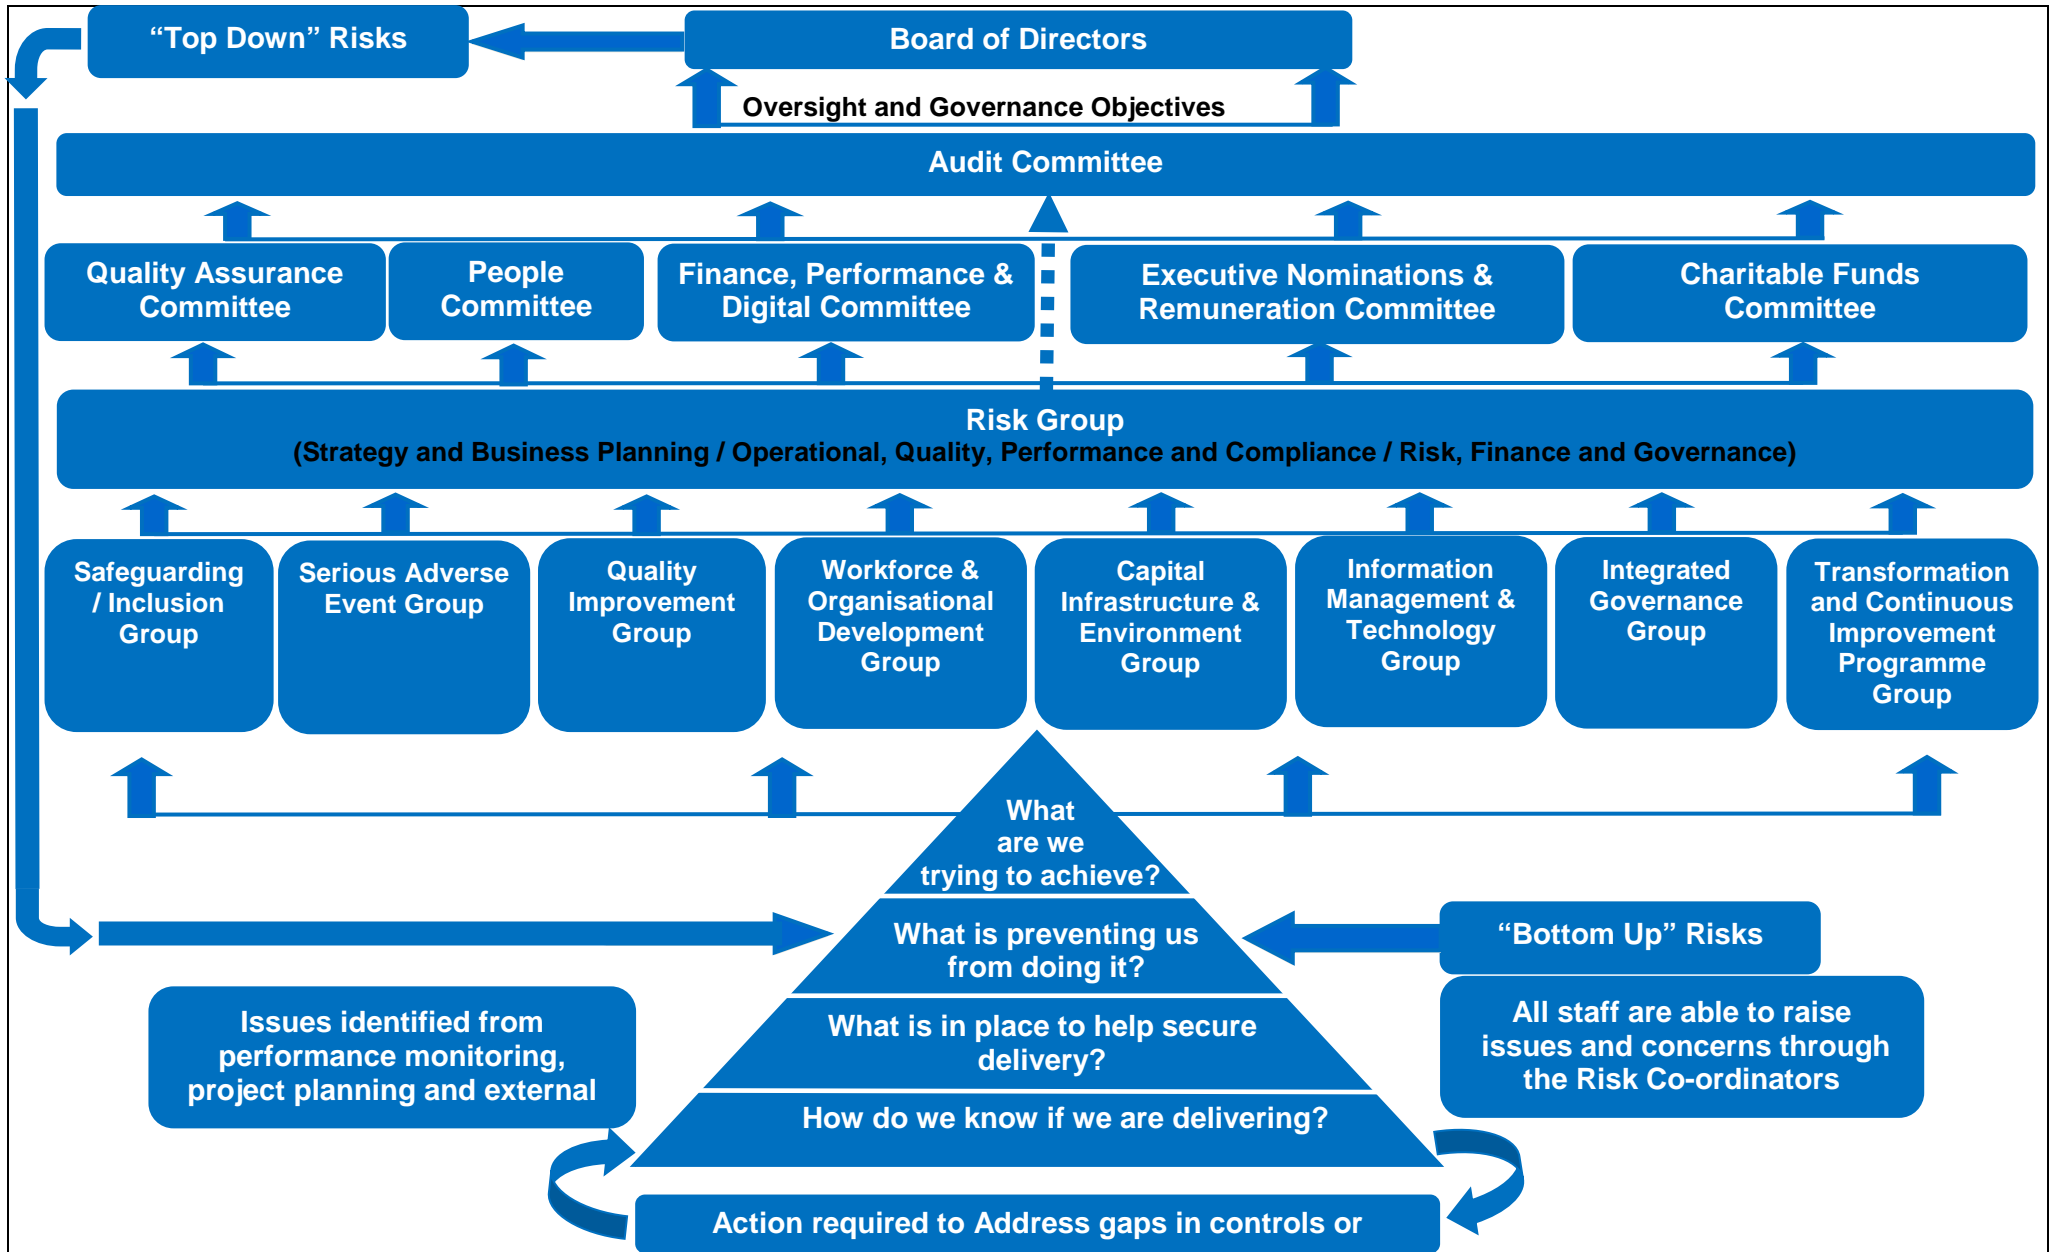 “Top Down” Risks
Board of Directors
Oversight and Governance Objectives
Audit Committee
Quality Assurance
Committee
People
Committee
Finance, Performance &
Digital Committee
Executive Nominations &
Remuneration Committee
Charitable Funds
Committee
Risk Group
(Strategy and Business Planning / Operational, Quality, Performance and Compliance / Risk, Finance and Governance)
Safeguarding
/ Inclusion
Group
Serious Adverse
Event Group
Quality
Improvement
Group
Workforce &
Organisational
Development
Group
Capital
Infrastructure &
Environment
Group
Information
Management &
Technology
Group
Integrated
Governance
Group
Transformation
and Continuous
Improvement
Programme
Group
What
are we
trying to achieve?
What is preventing us
from doing it?
“Bottom Up” Risks
What is in place to help secure
delivery?
Issues identified from
performance monitoring,
project planning and external
All staff are able to raise
issues and concerns through
the Risk Co-ordinators
How do we know if we are delivering?
Action required to Address gaps in controls or